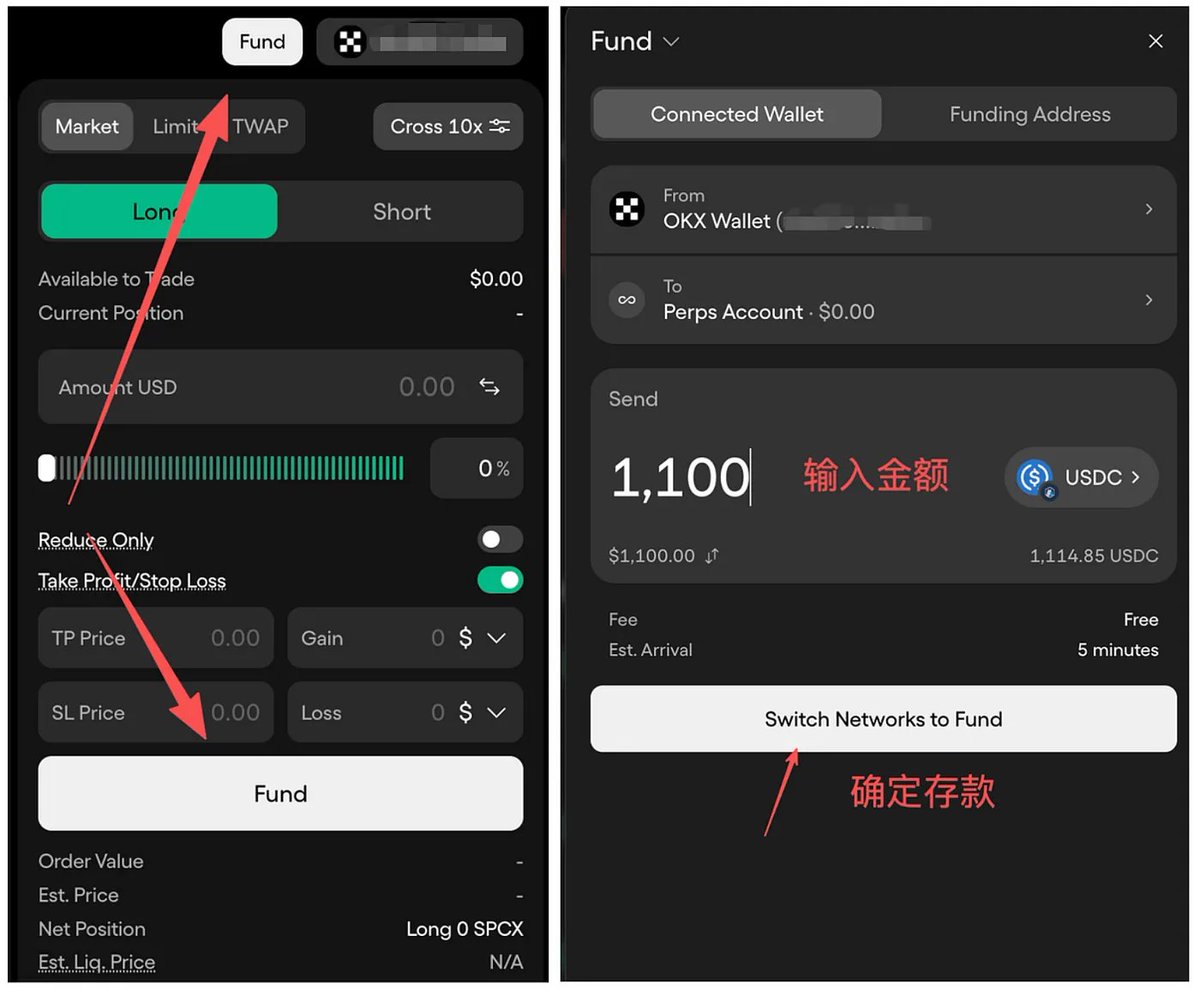 Fund
Market Limit TWAP Cross 10x
Long Short
Available to Trade $0.00
Current Position -
Amount USD 0.00
0 %
Reduce Only
Take Profit/Stop Loss
TP Price 0.00 Gain 0 $
SL Price 0.00 Loss 0 $
Fund
Order Value -
Est. Price -
Net Position Long 0 SPCX
Est. Liq. Price N/A
Fund
Connected Wallet Funding Address
From
OKX Wallet (
To
Perps Account · $0.00
Send
1,100 输入金额 USDC
$1,100.00 1,114.85 USDC
Fee Free
Est. Arrival 5 minutes
Switch Networks to Fund
确定存款